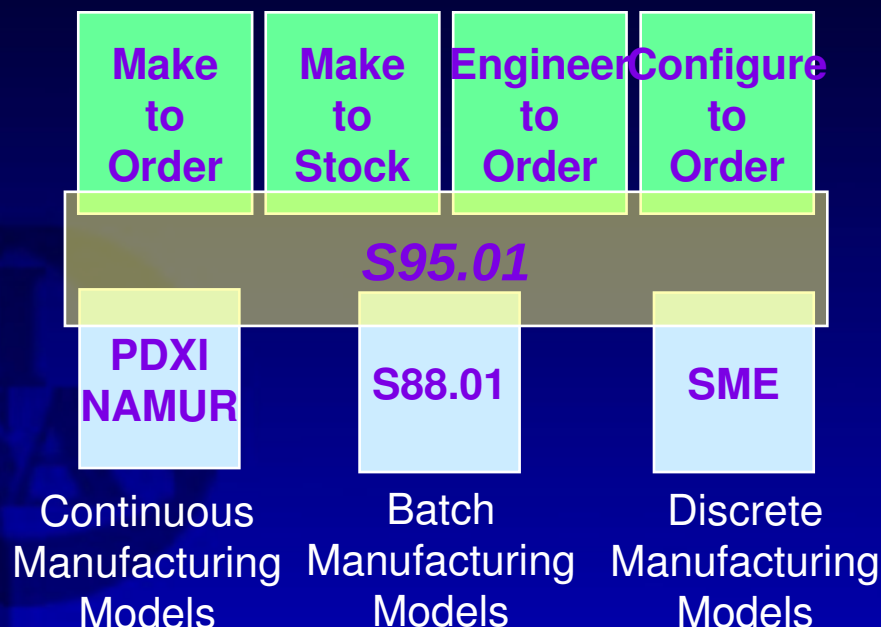 Make
to
Order
Make
to
Stock
Engineer
to
Order
Configure
to
Order
S95.01
PDXI
NAMUR
S88.01
SME
Continuous
Manufacturing
Models
Batch
Manufacturing
Models
Discrete
Manufacturing
Models